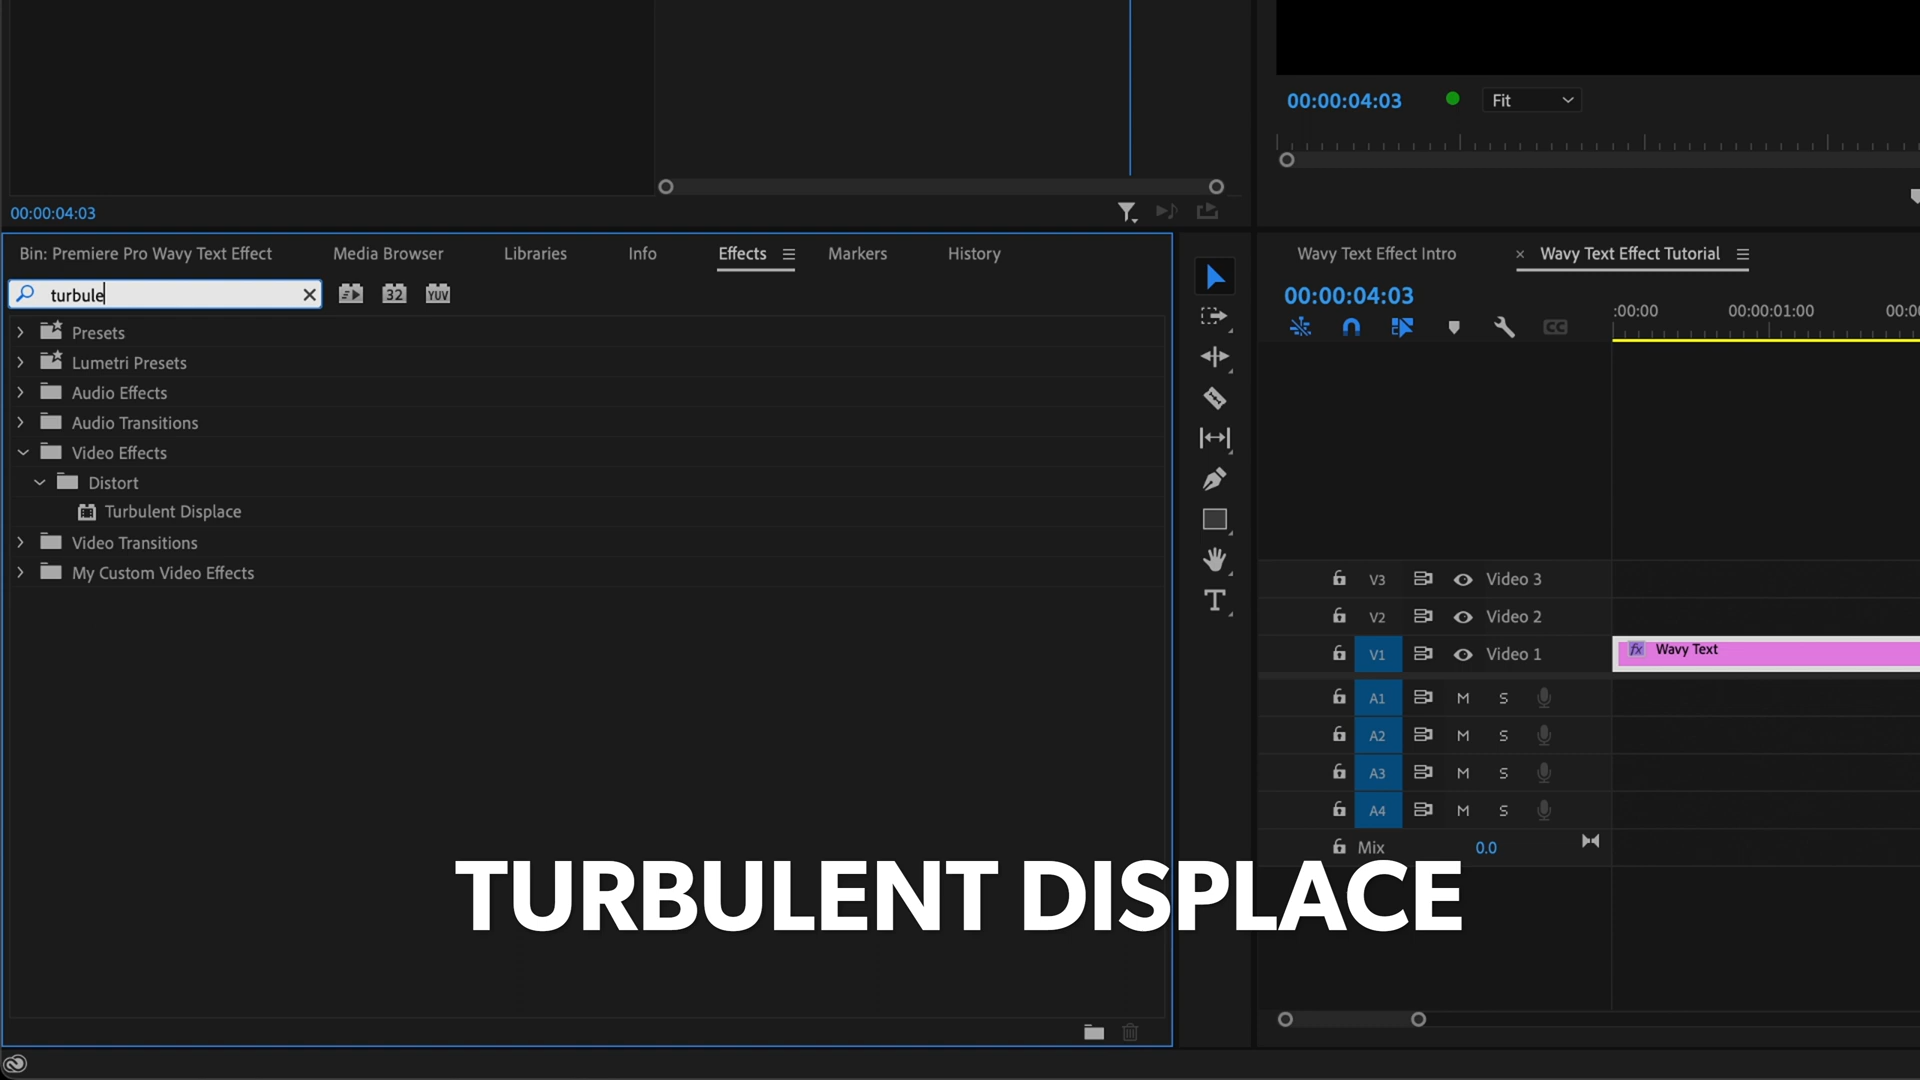 00:00:04:03
Fit
00:00:04:03
Bin: Premiere Pro Wavy Text Effect
Media Browser
Libraries
Info
Effects
Markers
History
turbule
32
YUV
Presets
Lumetri Presets
Audio Effects
Audio Transitions
Video Effects
Distort
Turbulent Displace
Video Transitions
My Custom Video Effects
Wavy Text Effect Intro
× Wavy Text Effect Tutorial
00:00:04:03
:00:00
00:00:01:00
00:0
CC
V3 Video 3
V2 Video 2
V1 Video 1
fx Wavy Text
A1 M S
A2 M S
A3 M S
A4 M S
Mix 0.0
TURBULENT DISPLACE